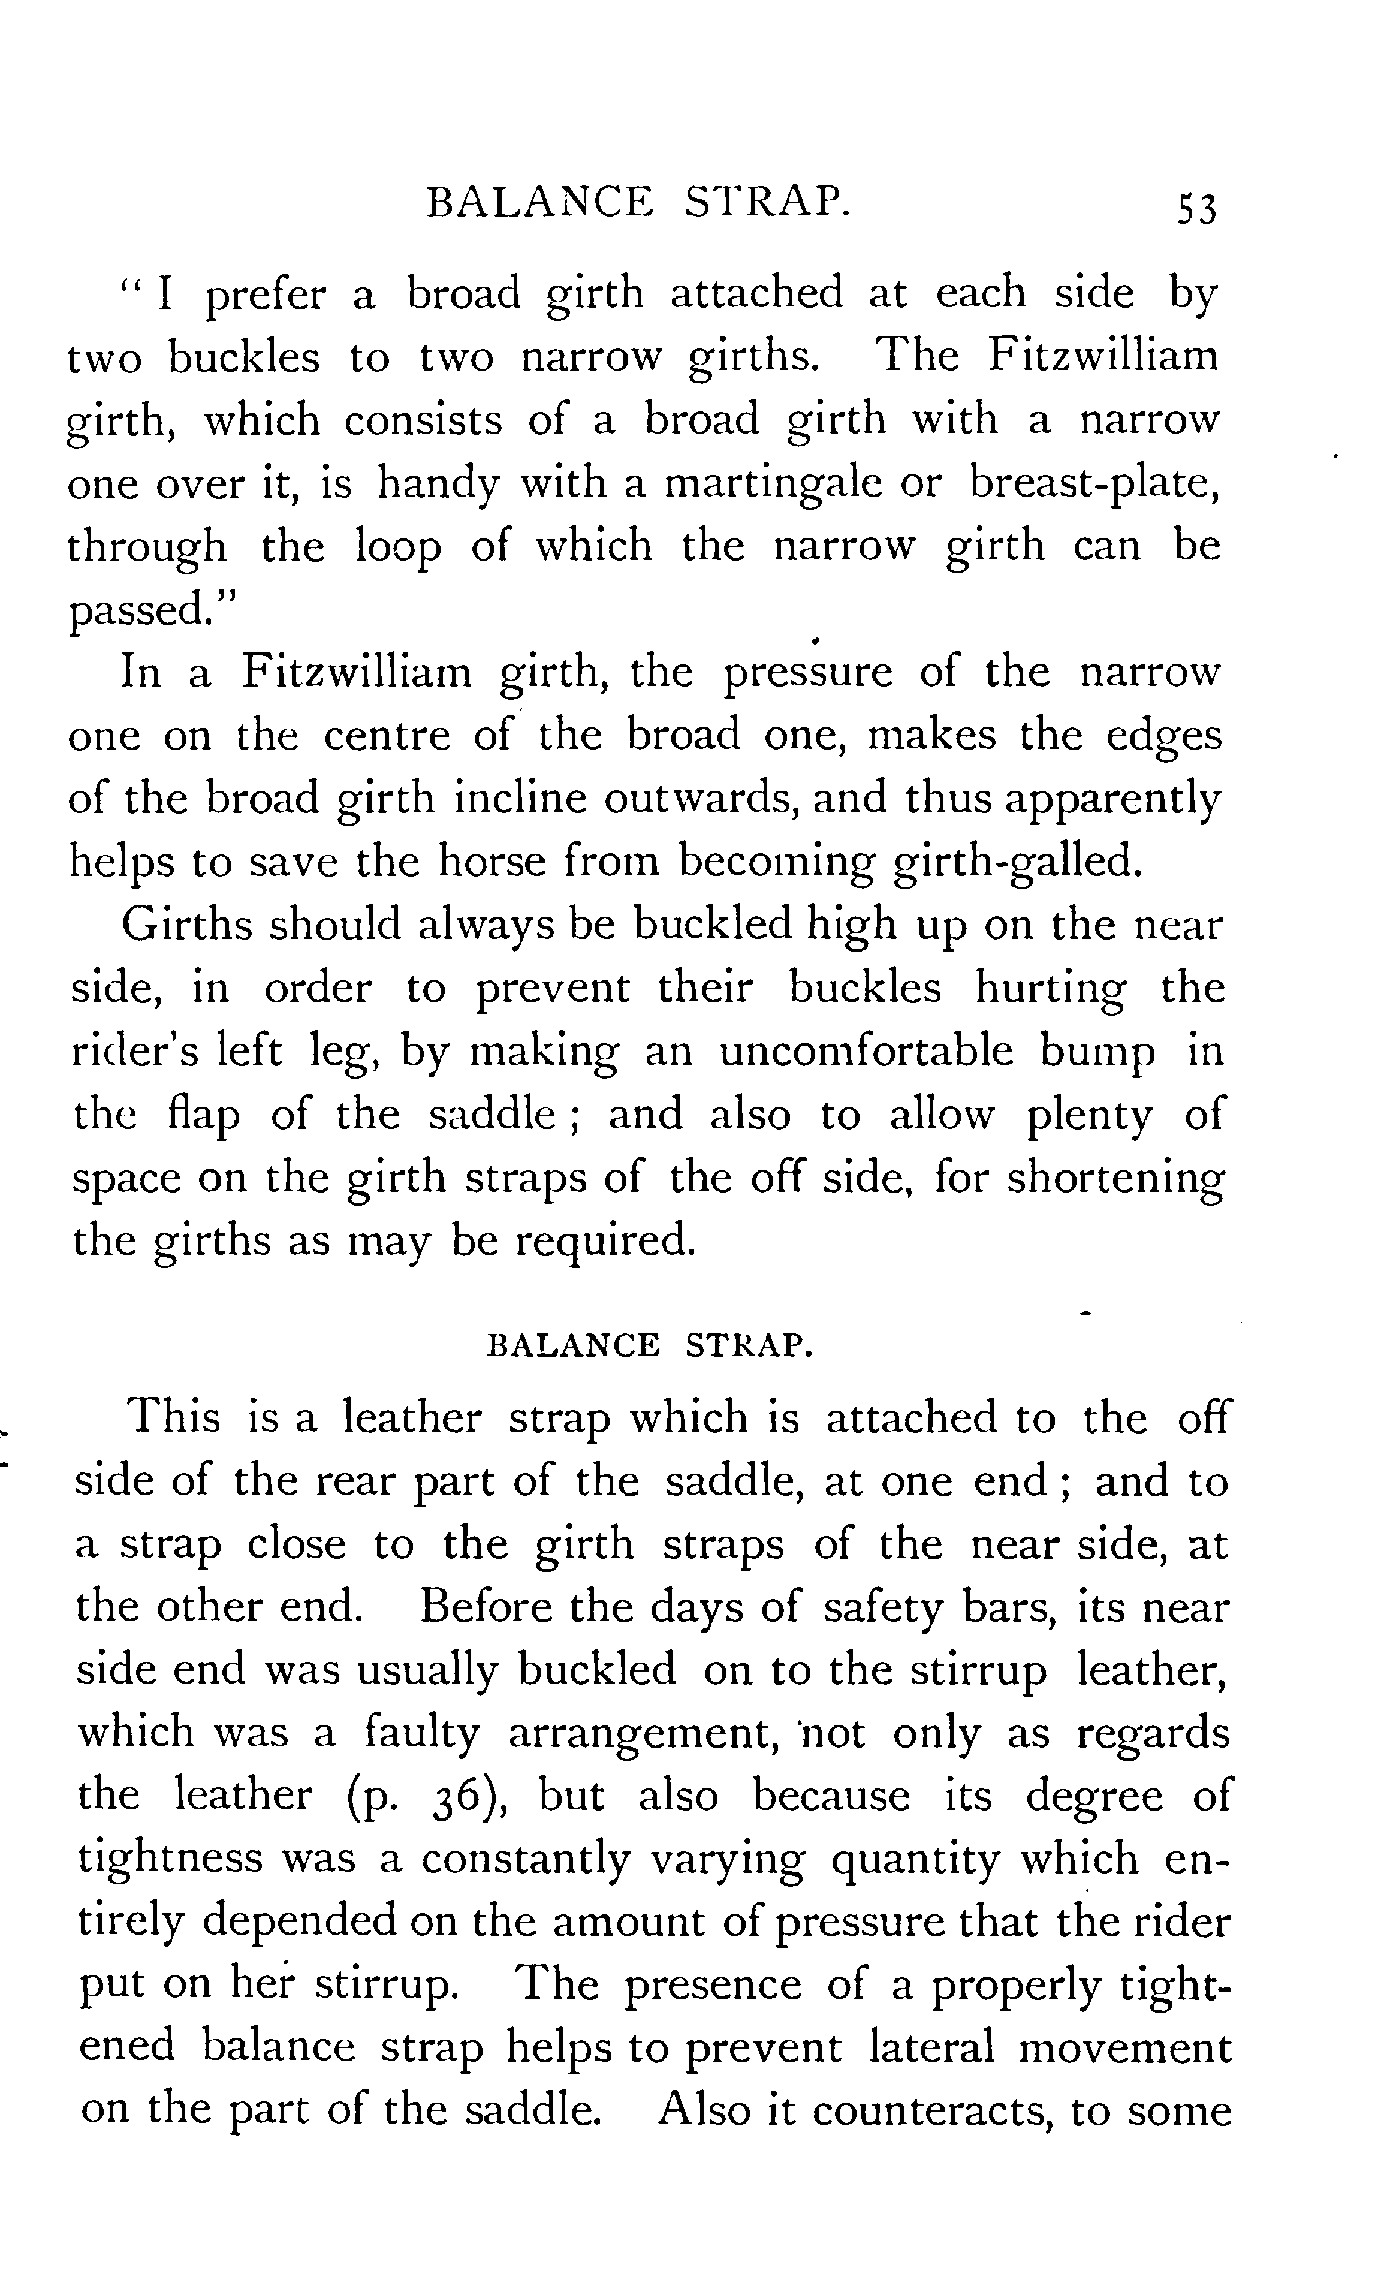 BALANCE STRAP. 53
" I prefer a broad girth attached at each side by
two buckles to two narrow girths. The Fitzwilliam
girth, which consists of a broad girth with a narrow
one over it, is handy with a martingale or breast-plate,
through the loop of which the narrow girth can be
passed."
In a Fitzwilliam girth, the pressure of the narrow
one on the centre of the broad one, makes the edges
of the broad girth incline outwards, and thus apparently
helps to save the horse from becoming girth-galled.
Girths should always be buckled high up on the near
side, in order to prevent their buckles hurting the
rider's left leg, by making an uncomfortable bump in
the flap of the saddle ; and also to allow plenty of
space on the girth straps of the off side, for shortening
the girths as may be required.
BALANCE STRAP.
This is a leather strap which is attached to the off
side of the rear part of the saddle, at one end ; and to
a strap close to the girth straps of the near side, at
the other end. Before the days of safety bars, its near
side end was usually buckled on to the stirrup leather,
which was a faulty arrangement, not only as regards
the leather (p. 36), but also because its degree of
tightness was a constantly varying quantity which en-
tirely depended on the amount of pressure that the rider
put on her stirrup. The presence of a properly tight-
ened balance strap helps to prevent lateral movement
on the part of the saddle. Also it counteracts, to some